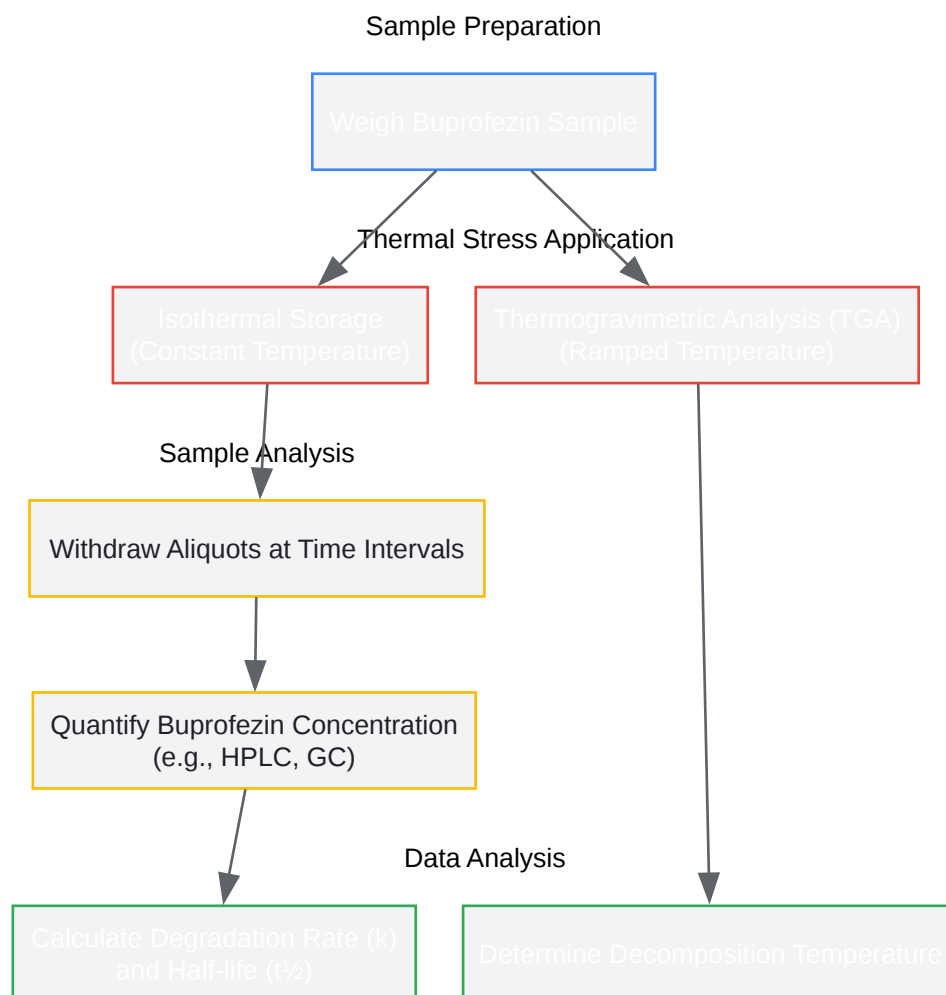 Sample Preparation
Weigh Buprofezin Sample
Thermal Stress Application
Isothermal Storage
(Constant Temperature)
Thermogravimetric Analysis (TGA)
(Ramped Temperature)
Sample Analysis
Withdraw Aliquots at Time Intervals
Quantify Buprofezin Concentration
(e.g., HPLC, GC)
Data Analysis
Calculate Degradation Rate (k)
and Half-life (t½)
Determine Decomposition Temperature